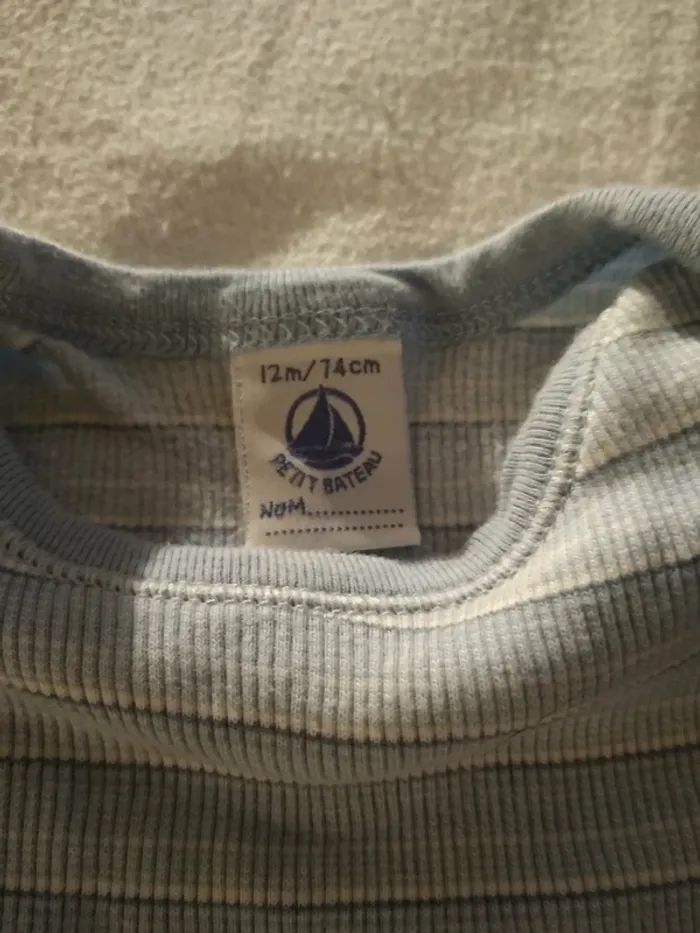 12m/74cm
PETIT BATEAU
NOM..............
....................